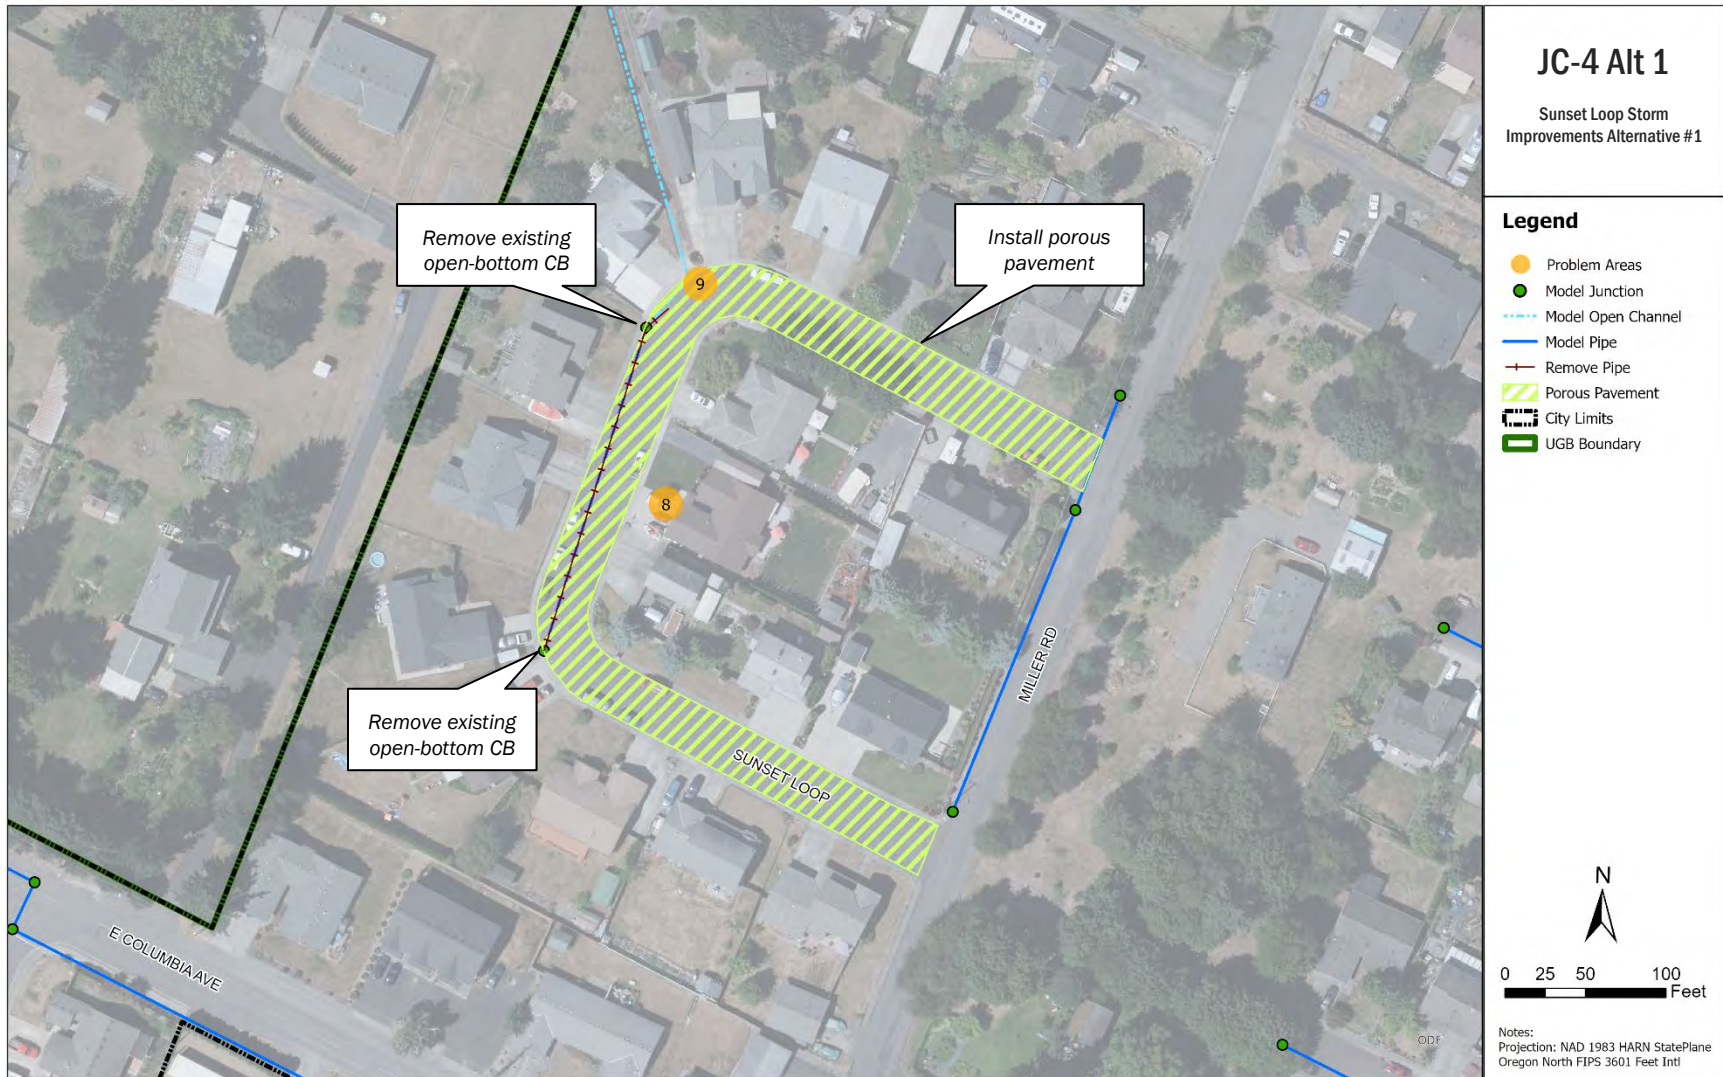 JC-4 Alt 1
Sunset Loop Storm
Improvements Alternative #1
Legend
Problem Areas
Model Junction
Model Open Channel
Model Pipe
Remove Pipe
Porous Pavement
City Limits
UGB Boundary
Remove existing
open-bottom CB
Install porous
pavement
9
8
MILLER RD
Remove existing
open-bottom CB
SUNSET LOOP
E COLUMBIA AVE
ODF
N
0 25 50 100
Feet
Notes:
Projection: NAD 1983 HARN StatePlane
Oregon North FIPS 3601 Feet Intl